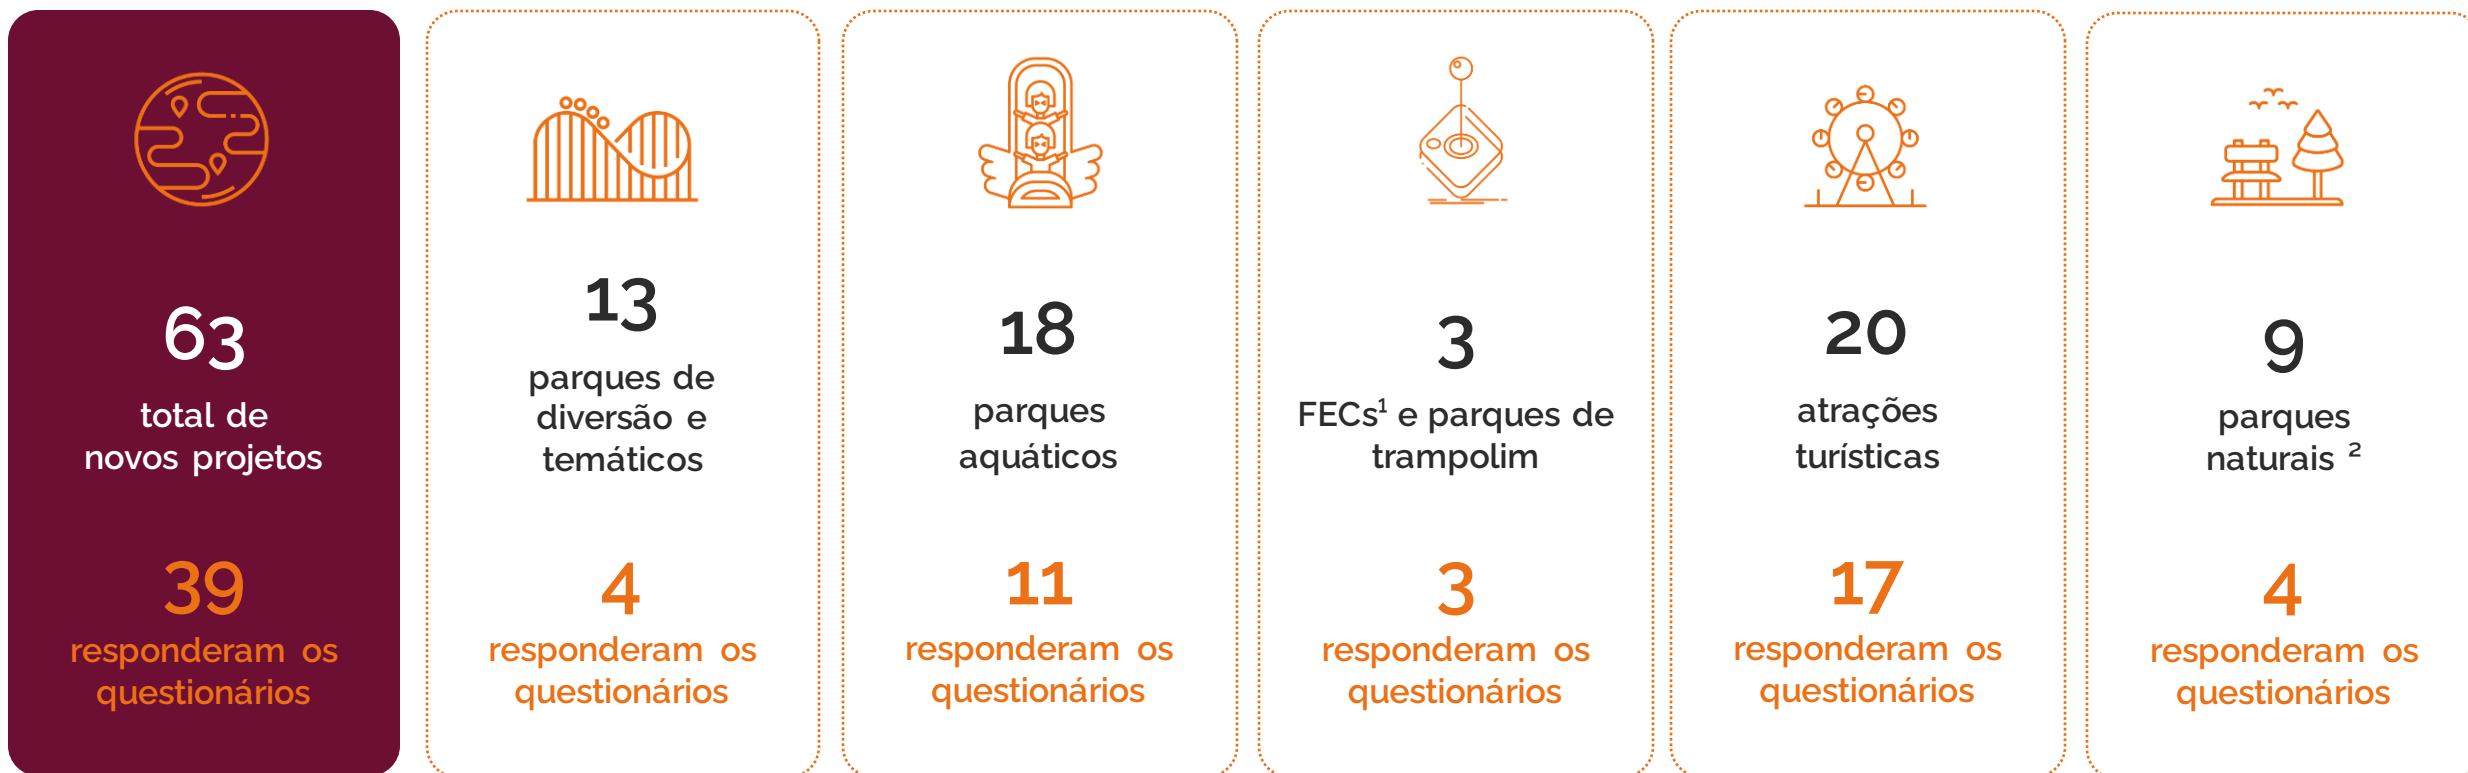 63
total de
novos projetos
39
responderam os
questionários
13
parques de
diversão e
temáticos
4
responderam os
questionários
18
parques
aquáticos
11
responderam os
questionários
3
FECs¹ e parques de
trampolim
3
responderam os
questionários
20
atrações
turísticas
17
responderam os
questionários
9
parques
naturais ²
4
responderam os
questionários